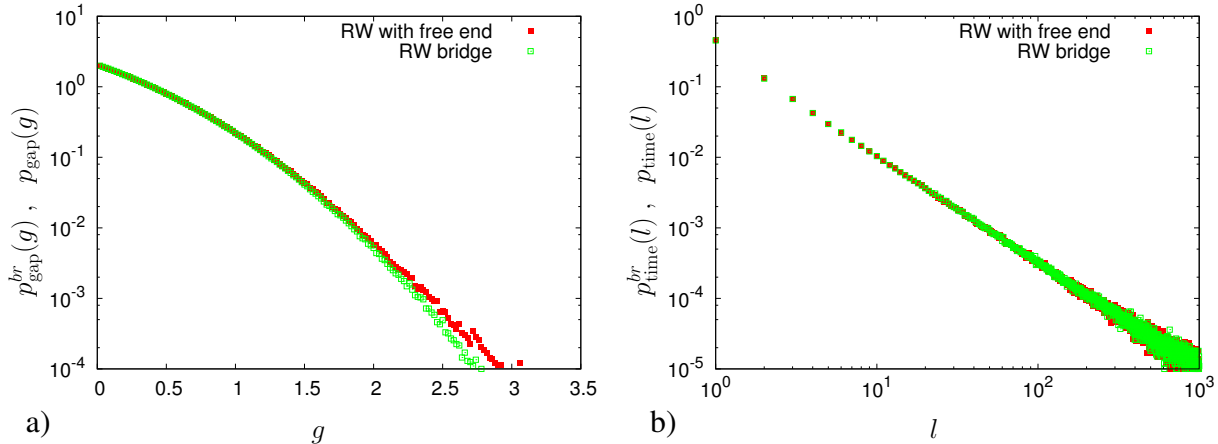 RW with free end
RW bridge
10^1
10^0
10^-1
10^-2
10^-3
10^-4
p^br_gap(g) , p_gap(g)
0 0.5 1 1.5 2 2.5 3 3.5
a) g
RW with free end
RW bridge
10^0
10^-1
10^-2
10^-3
10^-4
10^-5
p^br_time(l) , p_time(l)
10^0 10^1 10^2 10^3
b) l